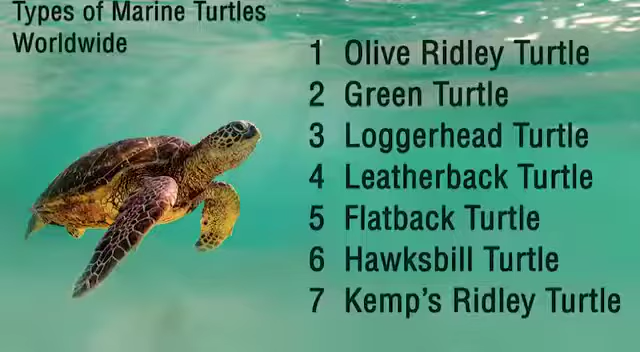 Types of Marine Turtles
Worldwide
1 Olive Ridley Turtle
2 Green Turtle
3 Loggerhead Turtle
4 Leatherback Turtle
5 Flatback Turtle
6 Hawksbill Turtle
7 Kemp’s Ridley Turtle